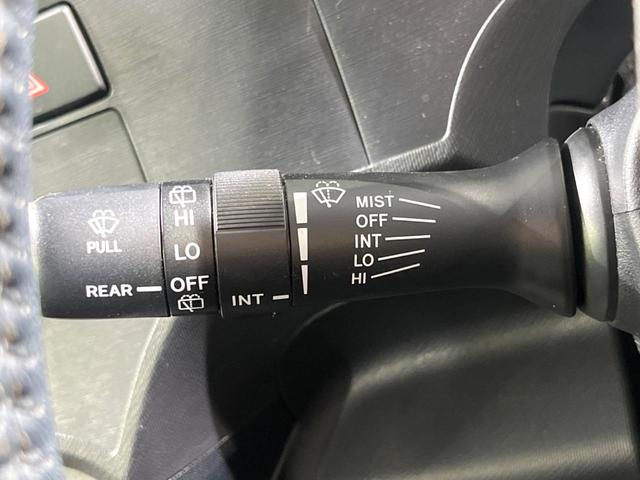 PULL
REAR
HI
LO
OFF
INT
MIST
OFF
INT
LO
HI